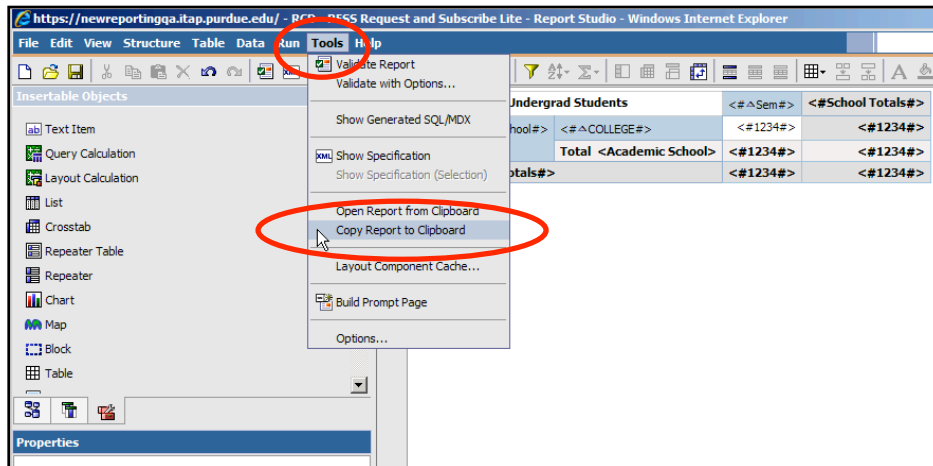 https://newreportingqa.itap.purdue.edu/ - RCP - RESS Request and Subscribe Lite - Report Studio - Windows Internet Explorer
File Edit View Structure Table Data Run Tools Help
Insertable Objects
Text Item
Query Calculation
Layout Calculation
List
Crosstab
Repeater Table
Repeater
Chart
Map
Block
Table
Properties
Validate Report
Validate with Options...
Show Generated SQL/MDX
Show Specification
Show Specification (Selection)
Open Report from Clipboard
Copy Report to Clipboard
Layout Component Cache...
Build Prompt Page
Options...
Undergrad Students <#Sem#> <#School Totals#>
hool#> <#COLLEGE#> <#1234#> <#1234#>
Total <Academic School> <#1234#> <#1234#>
otals#> <#1234#> <#1234#>